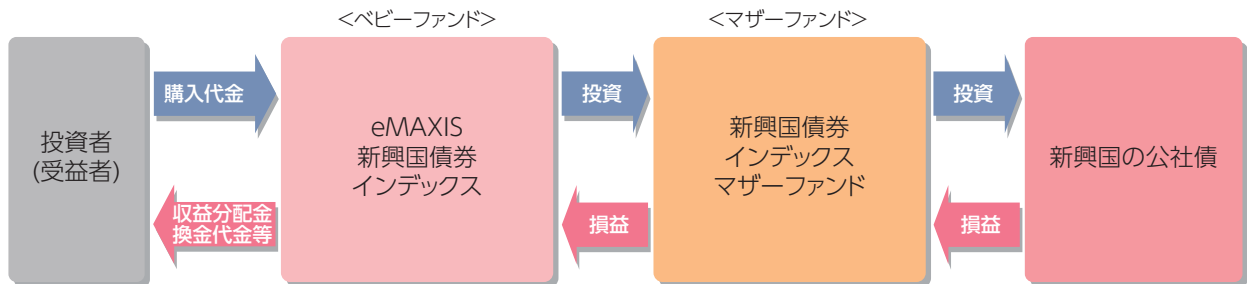 <ベビーファンド>
<マザーファンド>
投資者
(受益者)
購入代金
収益分配金
換金代金等
eMAXIS
新興国債券
インデックス
投資
損益
新興国債券
インデックス
マザーファンド
投資
損益
新興国の公社債